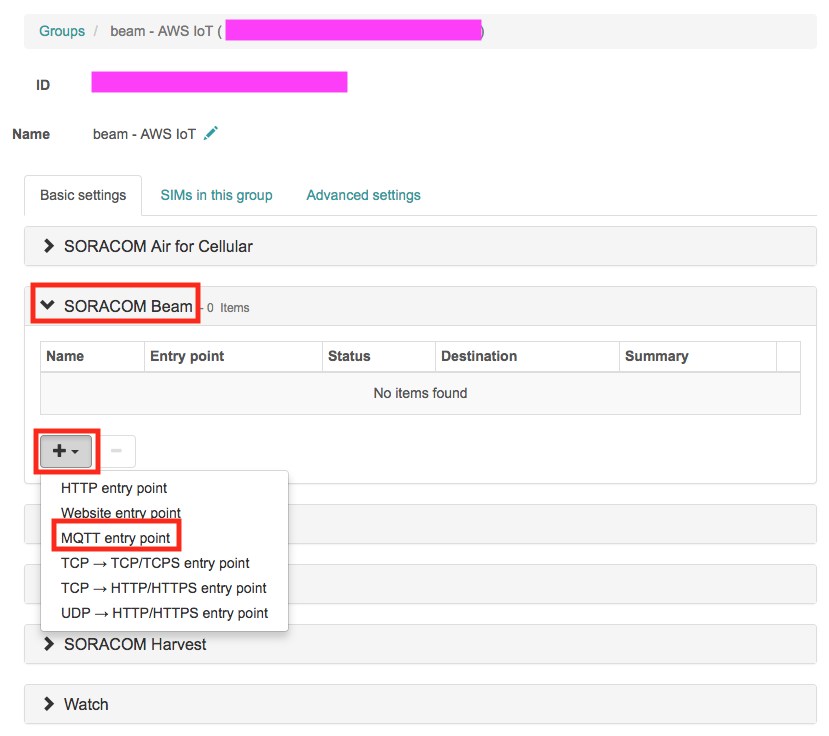 Groups / beam - AWS IoT ( )
ID
Name beam - AWS IoT
Basic settings SIMs in this group Advanced settings
SORACOM Air for Cellular
SORACOM Beam - 0 Items
Name Entry point Status Destination Summary
No items found
HTTP entry point
Website entry point
MQTT entry point
TCP → TCP/TCPS entry point
TCP → HTTP/HTTPS entry point
UDP → HTTP/HTTPS entry point
SORACOM Harvest
Watch